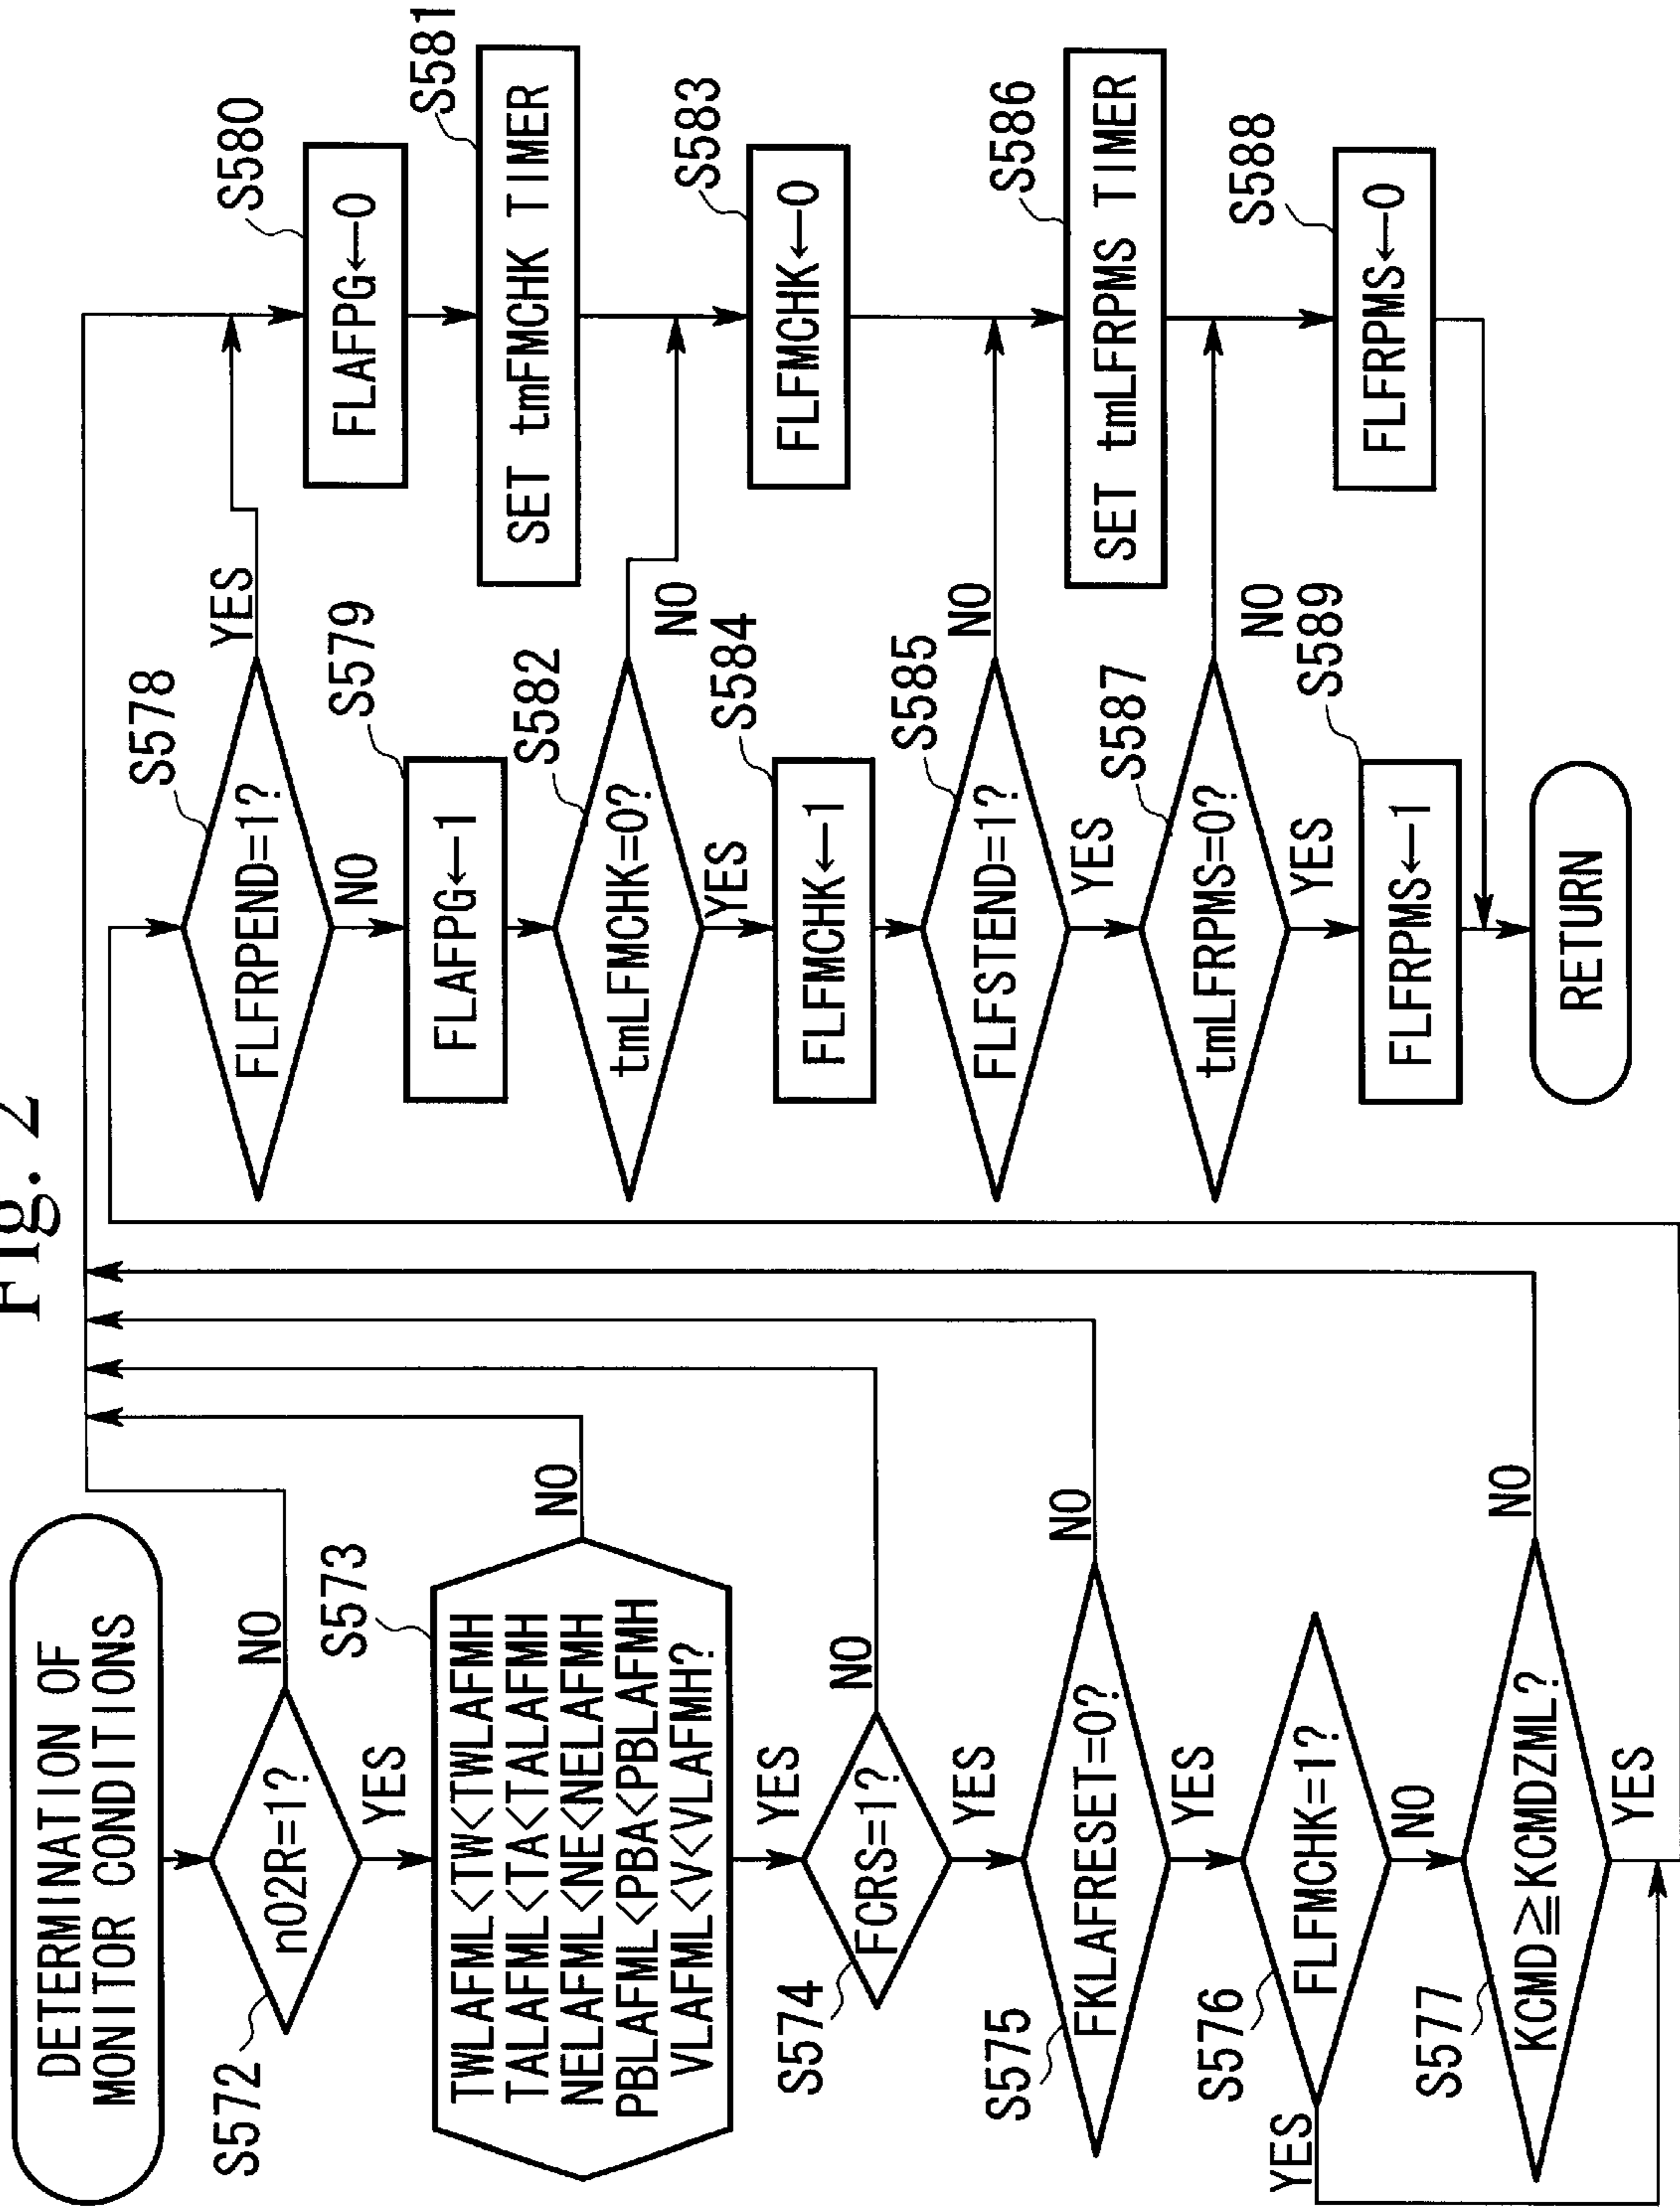 Fig. 2
DETERMINATION OF
MONITOR CONDITIONS
S572
nO2R=1?
NO
YES
S573
TWLAFML<TW<TWLAFMH
TALAFML<TA<TALAFMH
NELAFML<NE<NELAFMH
PBLAFML<PBA<PBLAFMH
VLAFML<V<VLAFMH?
NO
YES
S574
FCRS=1?
NO
YES
S575
FKLAFRESET=0?
NO
YES
S576
FLFMCHK=1?
YES
NO
S577
KCMD≧KCMDZML?
NO
YES
S578
FLFRPEND=1?
YES
NO
S579
FLAFPG←1
S580
FLAFPG←0
S581
SET tmFMCHK TIMER
S582
tmLFMCHK=0?
NO
YES
S583
FLFMCHK←0
S584
FLFMCHK←1
S585
FLFSTEND=1?
NO
YES
S586
SET tmLFRPMS TIMER
S587
tmLFRPMS=0?
NO
YES
S588
FLFRPMS←0
S589
FLFRPMS←1
RETURN